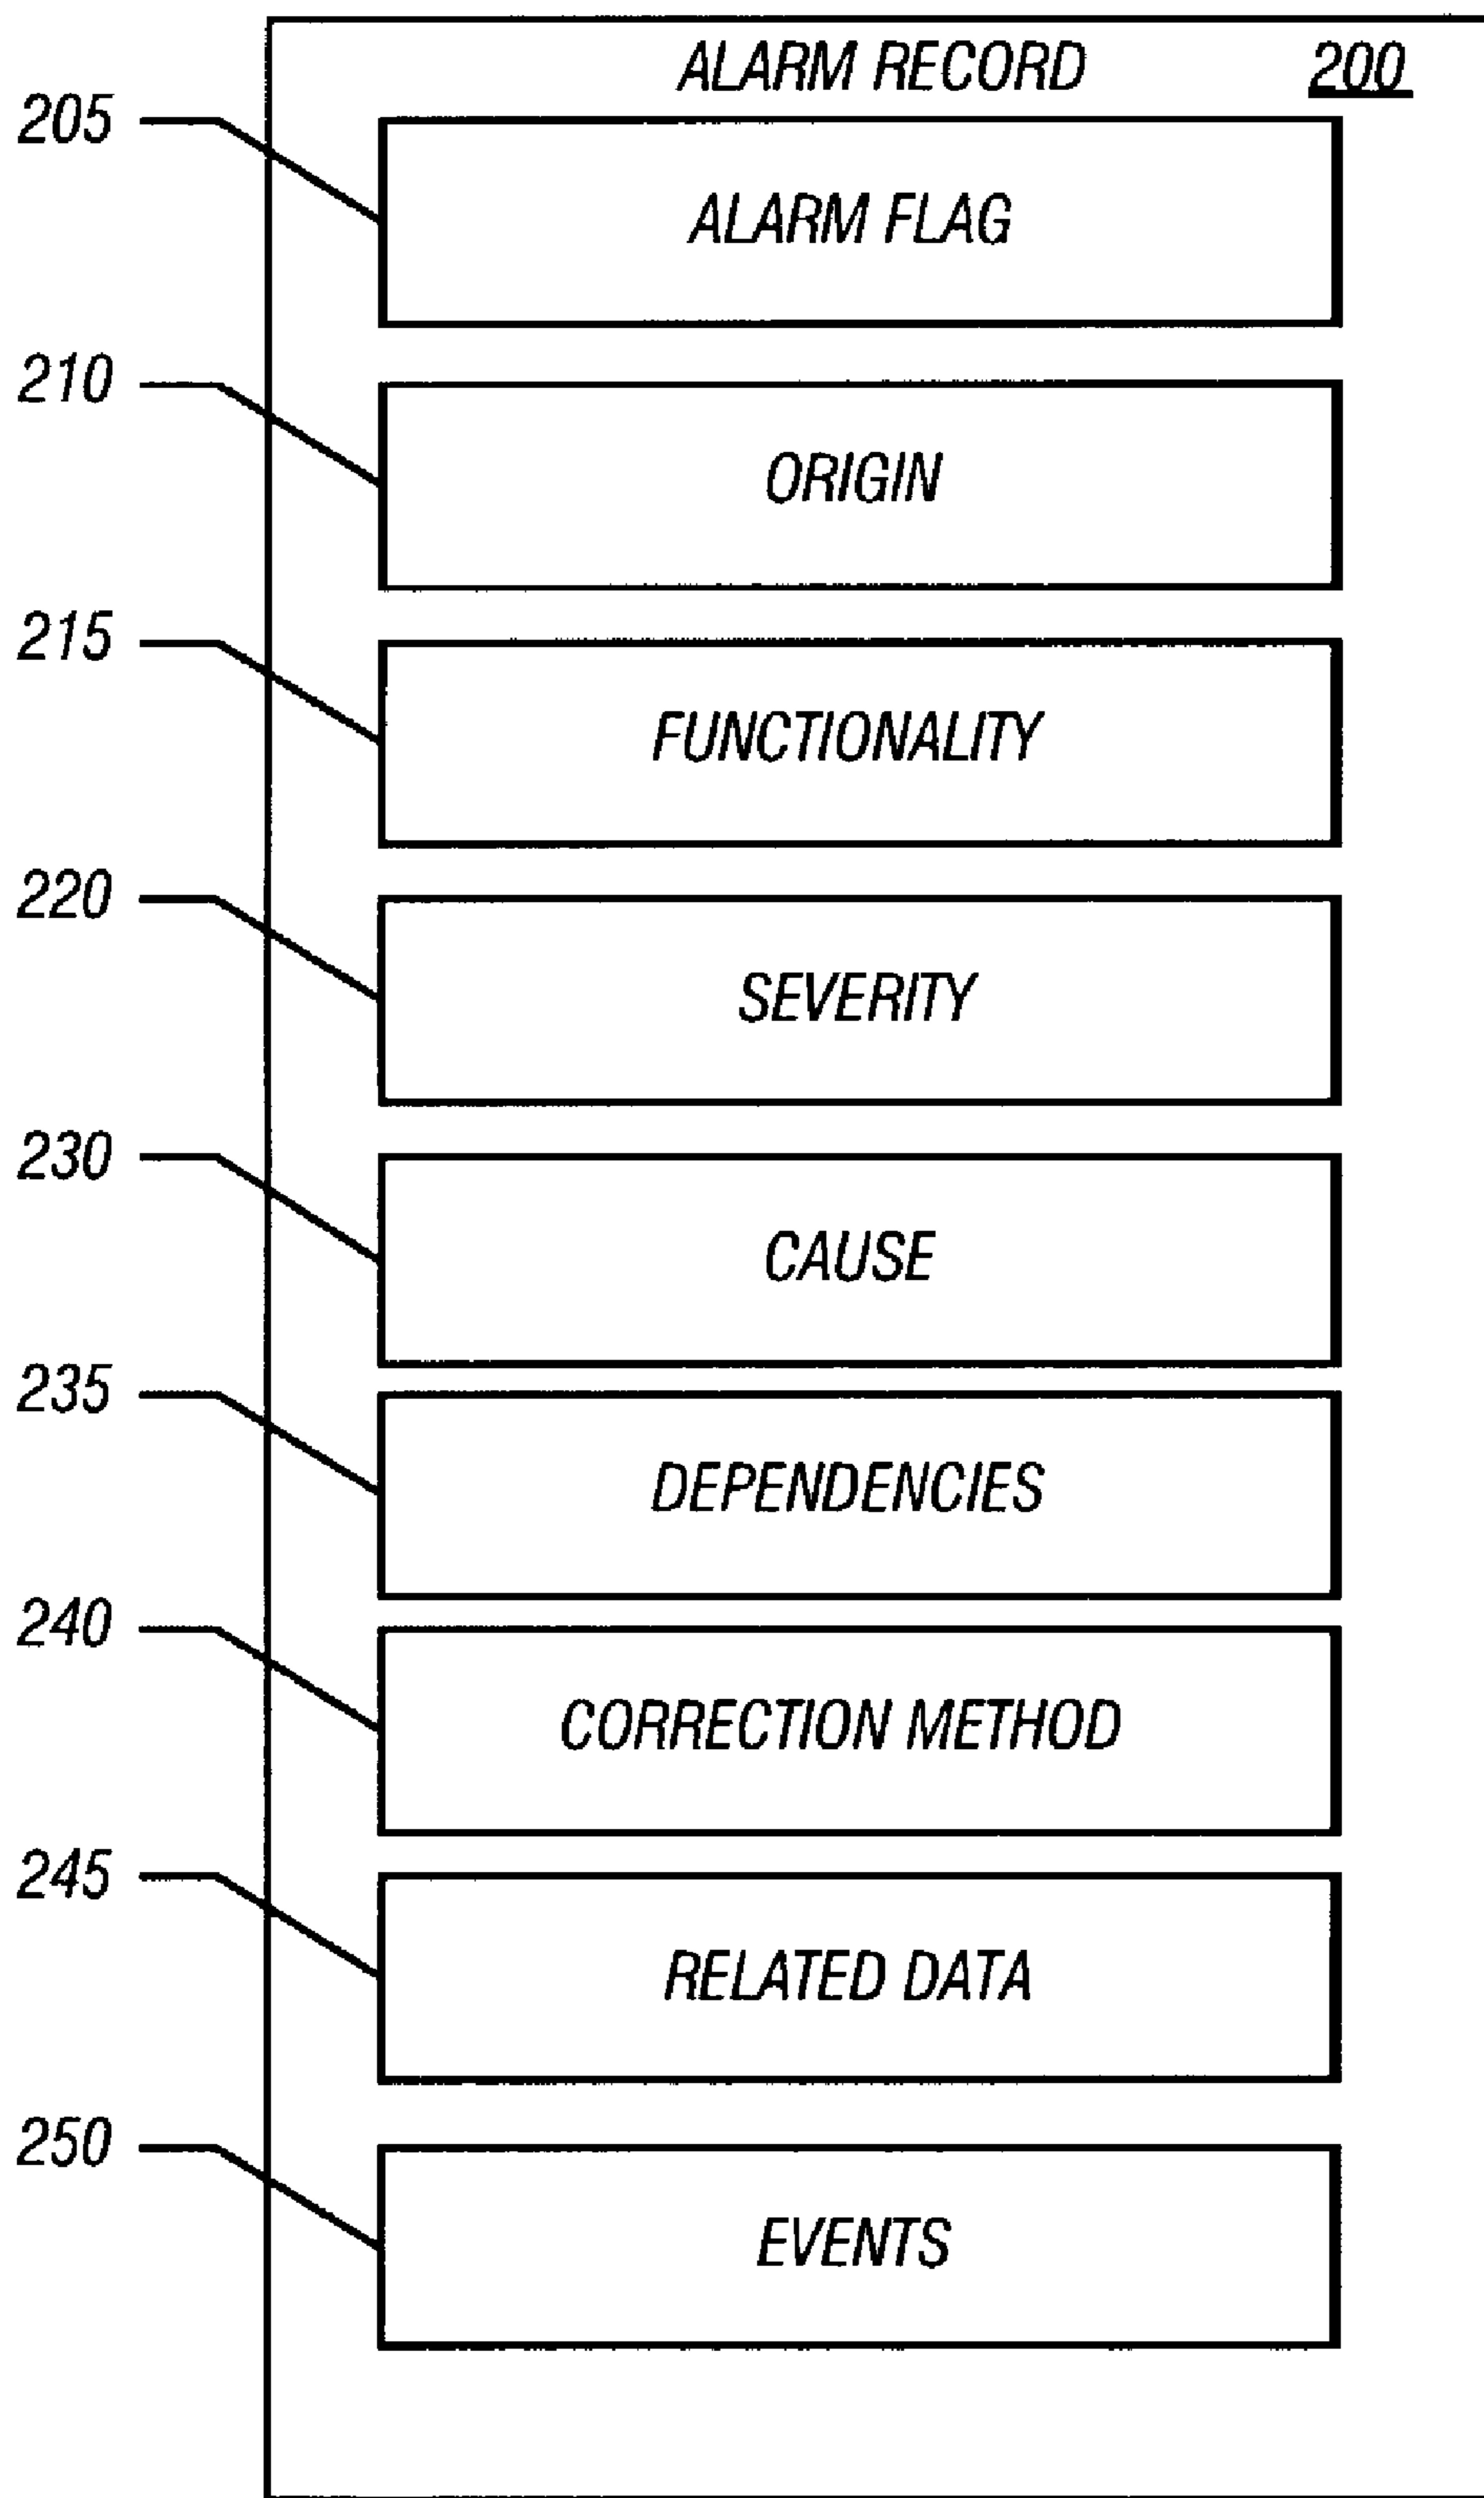 ALARM RECORD 200
205
ALARM FLAG
210
ORIGIN
215
FUNCTIONALITY
220
SEVERITY
230
CAUSE
235
DEPENDENCIES
240
CORRECTION METHOD
245
RELATED DATA
250
EVENTS